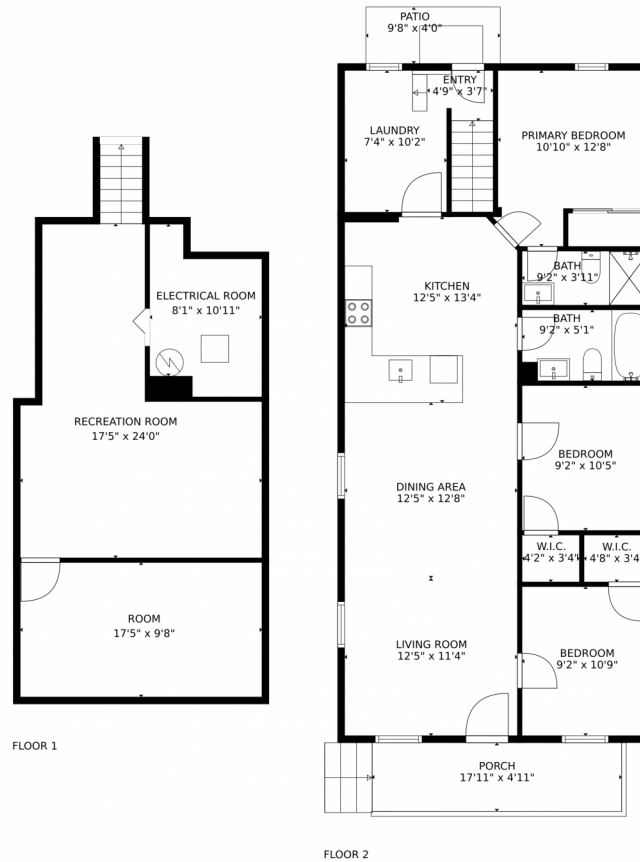 PATIO
9'8" x 4'0"
ENTRY
4'9" x 3'7"
LAUNDRY
7'4" x 10'2"
PRIMARY BEDROOM
10'10" x 12'8"
BATH
9'2" x 3'11"
KITCHEN
12'5" x 13'4"
BATH
9'2" x 5'1"
BEDROOM
9'2" x 10'5"
DINING AREA
12'5" x 12'8"
W.I.C.
4'2" x 3'4"
W.I.C.
4'8" x 3'4
LIVING ROOM
12'5" x 11'4"
BEDROOM
9'2" x 10'9"
PORCH
17'11" x 4'11"
FLOOR 2
ELECTRICAL ROOM
8'1" x 10'11"
RECREATION ROOM
17'5" x 24'0"
ROOM
17'5" x 9'8"
FLOOR 1